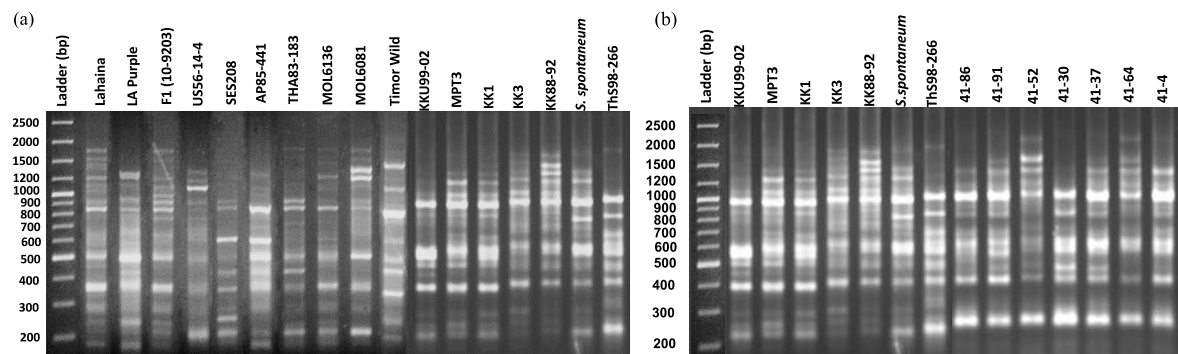 (a)
Ladder (bp)
Lahaina
LA Purple
F1 (10-9203)
US56-14-4
SES208
AP85-441
THA83-183
MOL6136
MOL6081
Timor Wild
KKU99-02
MPT3
KK1
KK3
KK88-92
S. spontaneum
ThS98-266
2500
2000
1500
1200
1000
900
800
700
600
500
400
300
200
(b)
Ladder (bp)
KKU99-02
MPT3
KK1
KK3
KK88-92
S.spontaneum
ThS98-266
41-86
41-91
41-52
41-30
41-37
41-64
41-4
2500
2000
1500
1200
1000
900
800
700
600
500
400
300
200